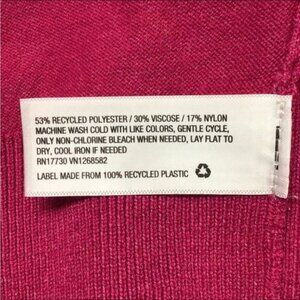 53% RECYCLED POLYESTER / 30% VISCOSE / 17% NYLON
MACHINE WASH COLD WITH LIKE COLORS, GENTLE CYCLE,
ONLY NON-CHLORINE BLEACH WHEN NEEDED, LAY FLAT TO
DRY, COOL IRON IF NEEDED
RN17730 VN1268582
LABEL MADE FROM 100% RECYCLED PLASTIC